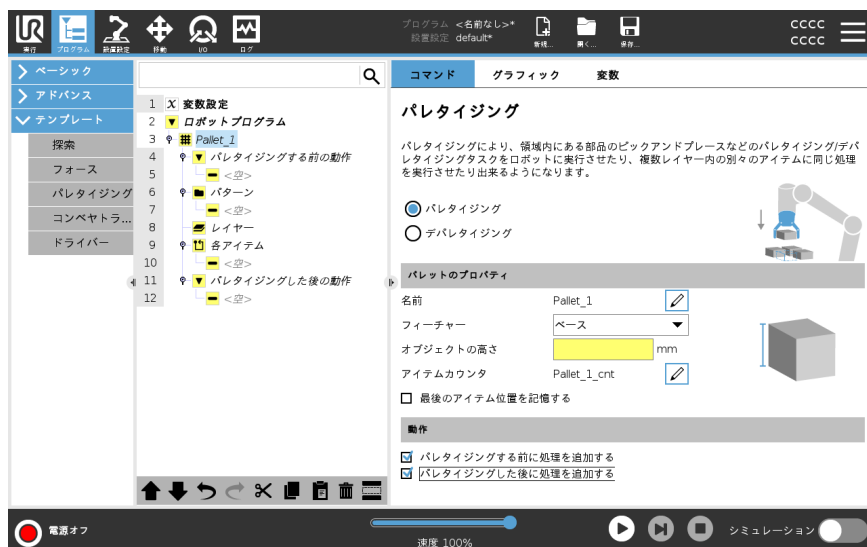 UR
実行
プログラム
設置設定
移動
I/O
ログ
プログラム <名前なし>*
設置設定 default*
新規...
開く...
保存...
CCCC
CCCC
ベーシック
アドバンス
テンプレート
探索
フォース
パレタイジング
コンベヤトラ...
ドライバー
1 X 変数設定
2 ロボットプログラム
3 Pallet_1
4 パレタイジングする前の動作
5 <空>
6 パターン
7 <空>
8 レイヤー
9 各アイテム
10 <空>
11 パレタイジングした後の動作
12 <空>
コマンド グラフィック 変数
パレタイジング
パレタイジングにより、領域内にある部品のピックアンドプレースなどのパレタイジング/デパ
レタイジングタスクをロボットに実行させたり、複数レイヤー内の別々のアイテムに同じ処理
を実行させたり出来るようになります。
パレタイジング
デパレタイジング
パレットのプロパティ
名前 Pallet_1
フィーチャー ベース
オブジェクトの高さ mm
アイテムカウンタ Pallet_1_cnt
最後のアイテム位置を記憶する
動作
パレタイジングする前に処理を追加する
パレタイジングした後に処理を追加する
電源オフ
速度 100%
シミュレーション